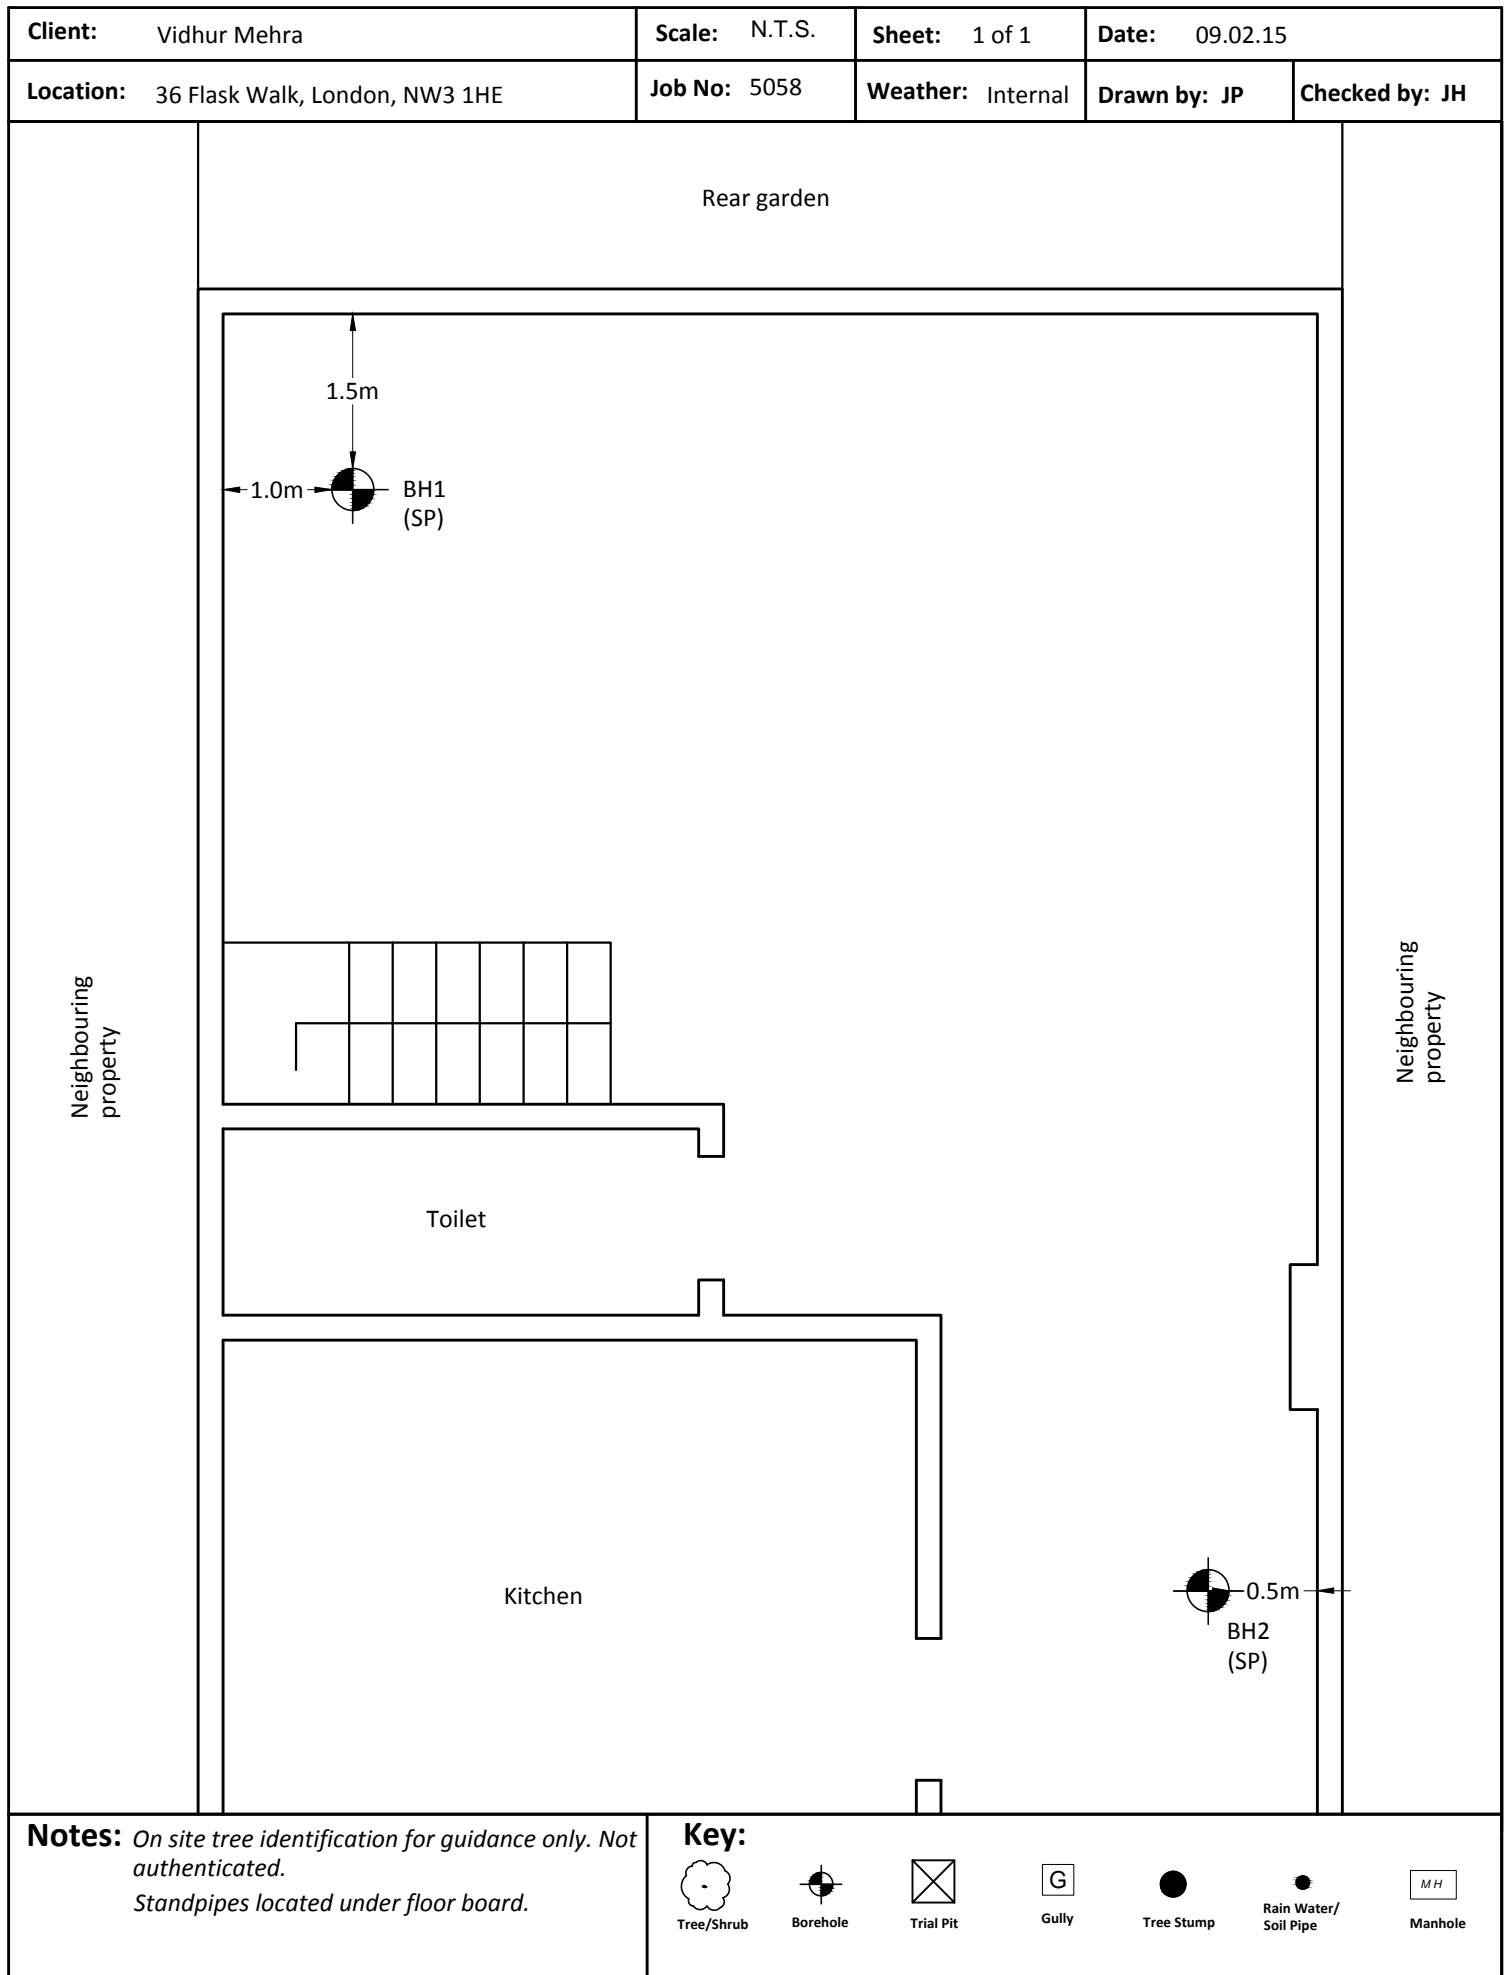 Client: Vidhur Mehra Scale: N.T.S. Sheet: 1 of 1 Date: 09.02.15
Location: 36 Flask Walk, London, NW3 1HE Job No: 5058 Weather: Internal Drawn by: JP Checked by: JH
Rear garden
1.5m
1.0m BH1
(SP)
Neighbouring
property
Neighbouring
property
Toilet
Kitchen
0.5m
BH2
(SP)
Notes: On site tree identification for guidance only. Not
authenticated.
Standpipes located under floor board.
Key:
G
MH
Tree/Shrub
Borehole
Trial Pit
Gully
Tree Stump
Rain Water/
Soil Pipe
Manhole